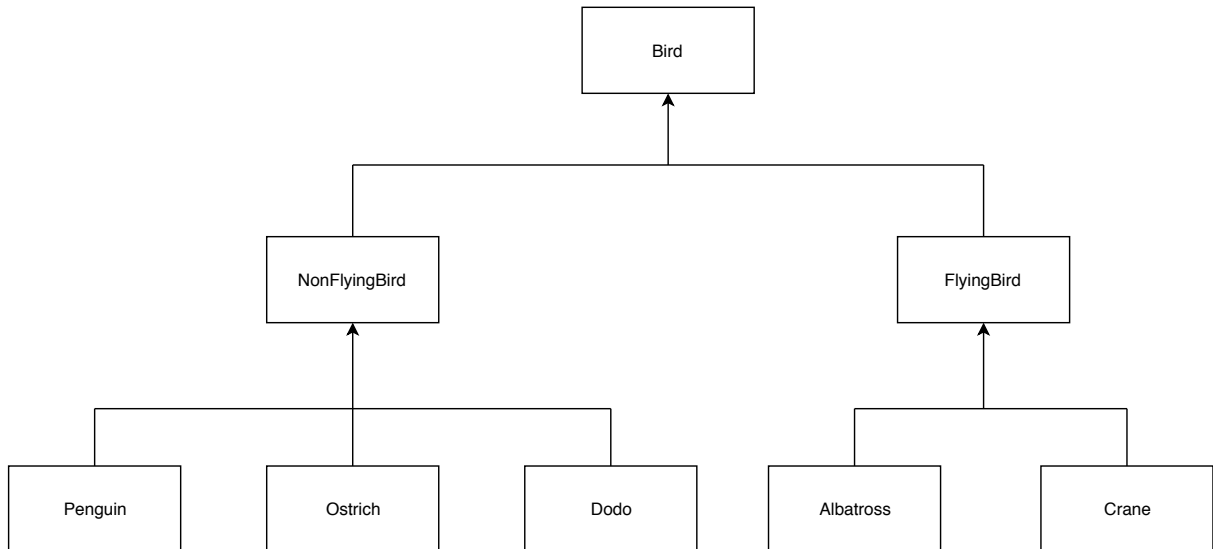 Bird
NonFlyingBird
FlyingBird
Penguin
Ostrich
Dodo
Albatross
Crane